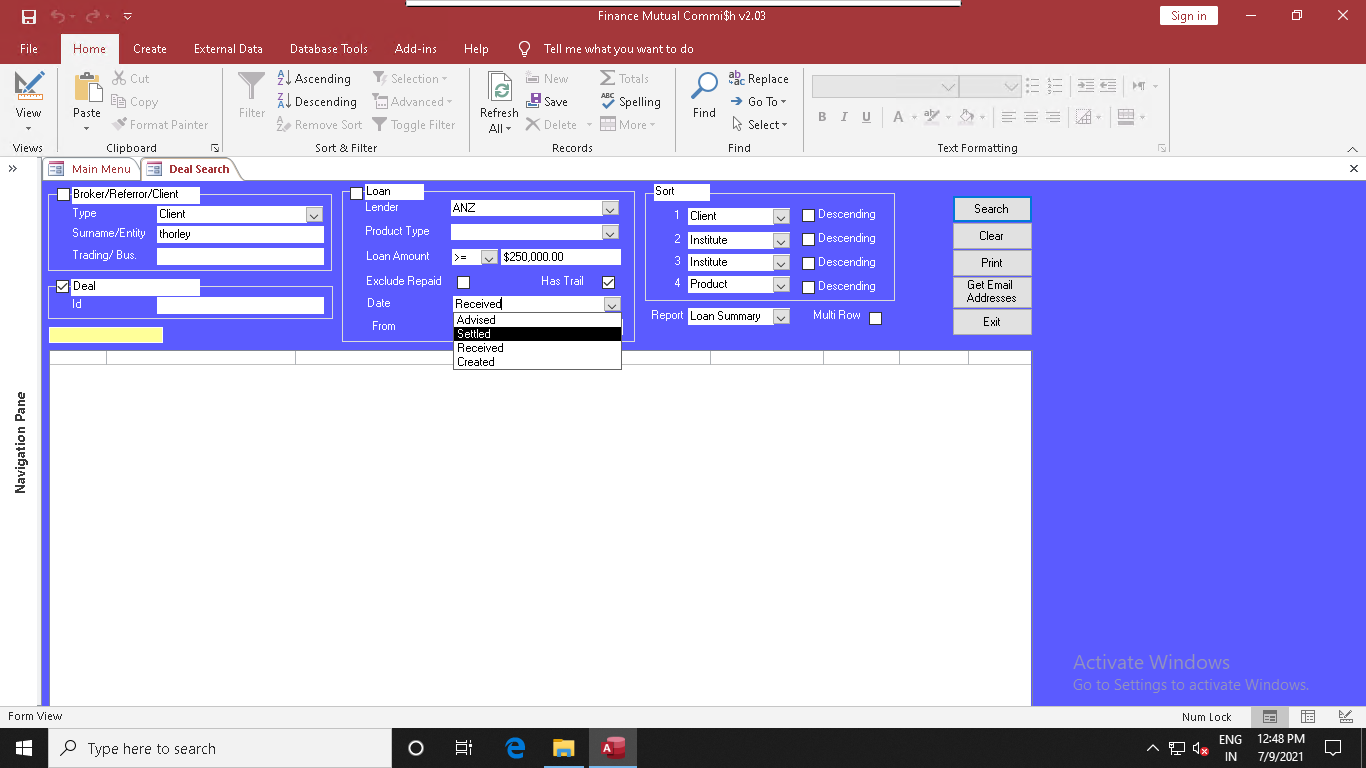 Finance Mutual Commi$h v2.03
Sign in
File Home Create External Data Database Tools Add-ins Help Tell me what you want to do
View
Views
Paste
Cut
Copy
Format Painter
Clipboard
Filter
Ascending
Descending
Selection
Advanced
Toggle Filter
Sort & Filter
Refresh
All
New
Save
Delete
Totals
Spelling
More
Records
Find
Replace
Go To
Select
Find
B I U
A
Text Formatting
Main Menu
Deal Search
Navigation Pane
Broker/Referror/Client
Type Client
Surname/Entity thorley
Trading/ Bus.
Deal
Id
Loan
Lender ANZ
Product Type
Loan Amount >= $250,000.00
Exclude Repaid Has Trail
Date Received
From
Advised
Settled
Received
Created
Sort
1 Client Descending
2 Institute Descending
3 Institute Descending
4 Product Descending
Report Loan Summary Multi Row
Search
Clear
Print
Get Email
Addresses
Exit
Activate Windows
Go to Settings to activate Windows.
Form View
Num Lock
Type here to search
ENG
IN
12:48 PM
7/9/2021